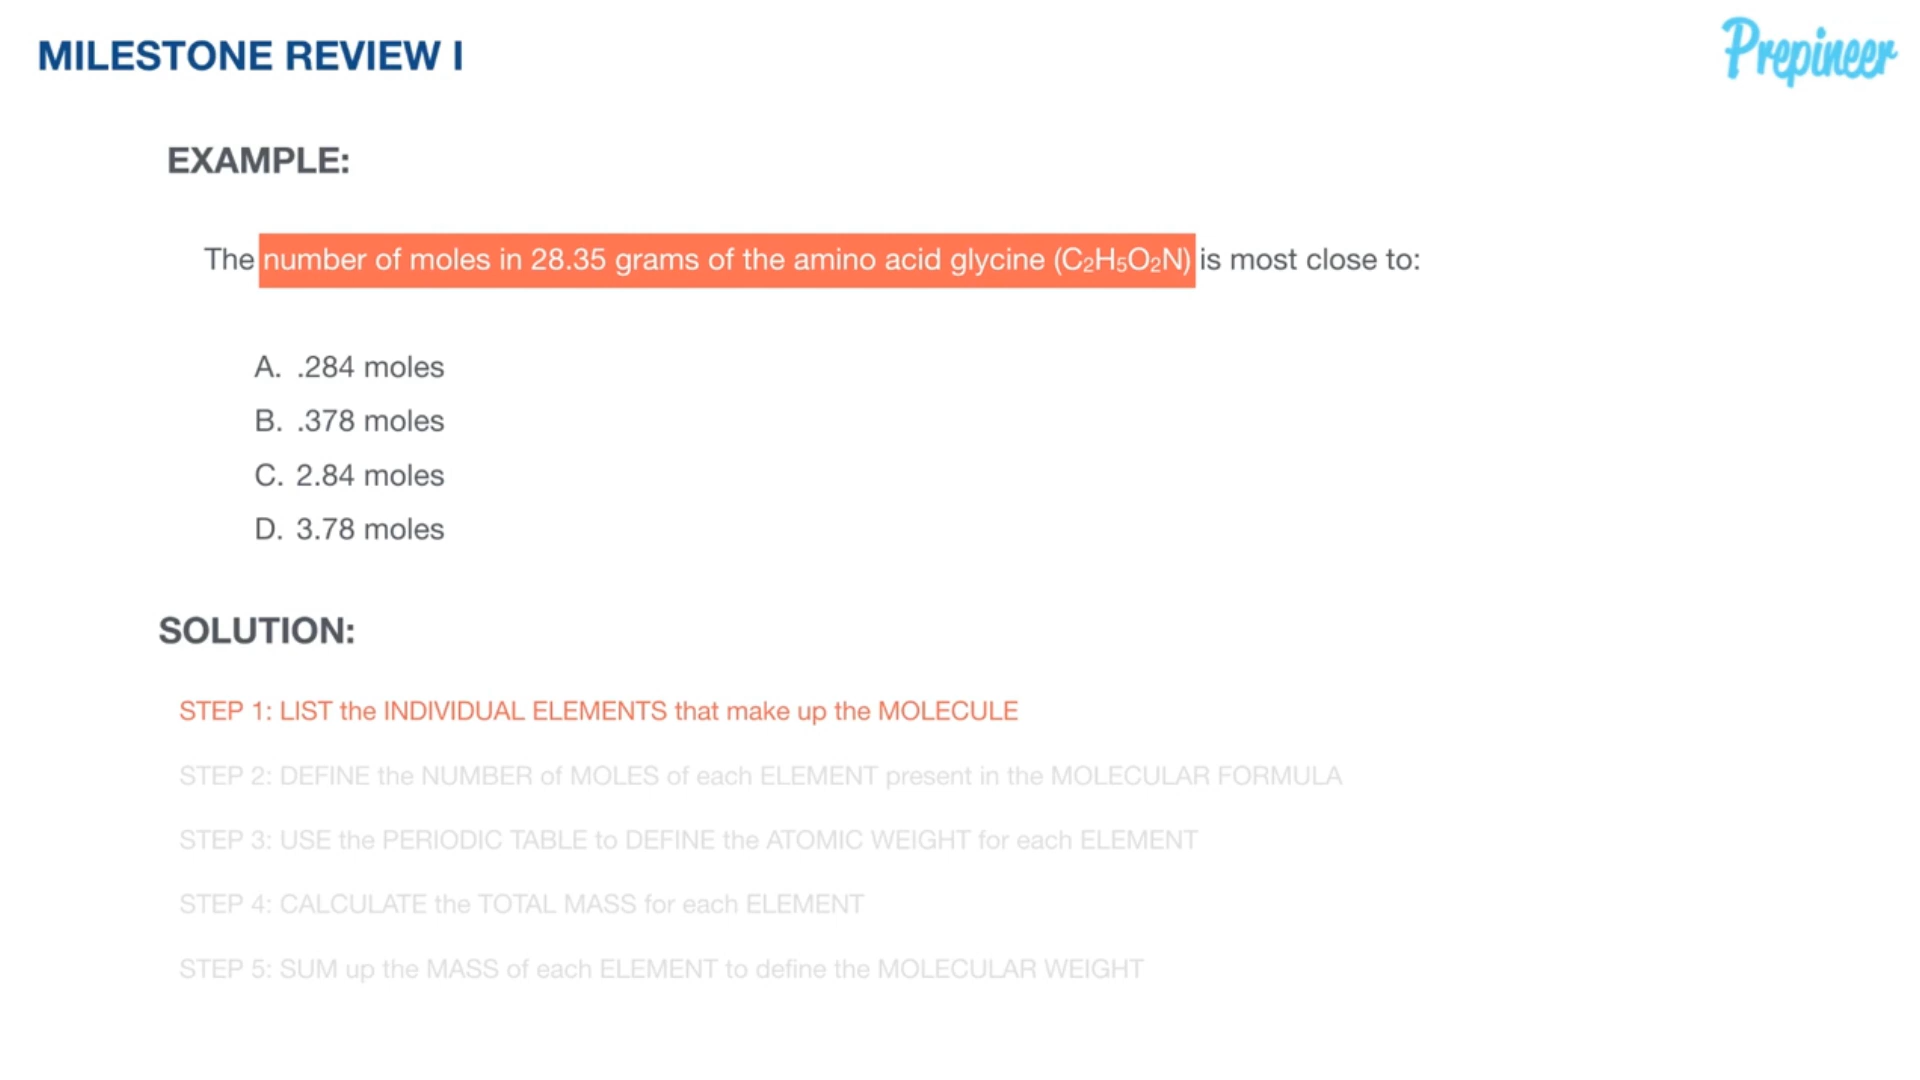 MILESTONE REVIEW I
Prepineer
EXAMPLE:
The number of moles in 28.35 grams of the amino acid glycine (C₂H₅O₂N) is most close to:
A. .284 moles
B. .378 moles
C. 2.84 moles
D. 3.78 moles
SOLUTION:
STEP 1: LIST the INDIVIDUAL ELEMENTS that make up the MOLECULE
STEP 2: DEFINE the NUMBER of MOLES of each ELEMENT present in the MOLECULAR FORMULA
STEP 3: USE the PERIODIC TABLE to DEFINE the ATOMIC WEIGHT for each ELEMENT
STEP 4: CALCULATE the TOTAL MASS for each ELEMENT
STEP 5: SUM up the MASS of each ELEMENT to define the MOLECULAR WEIGHT